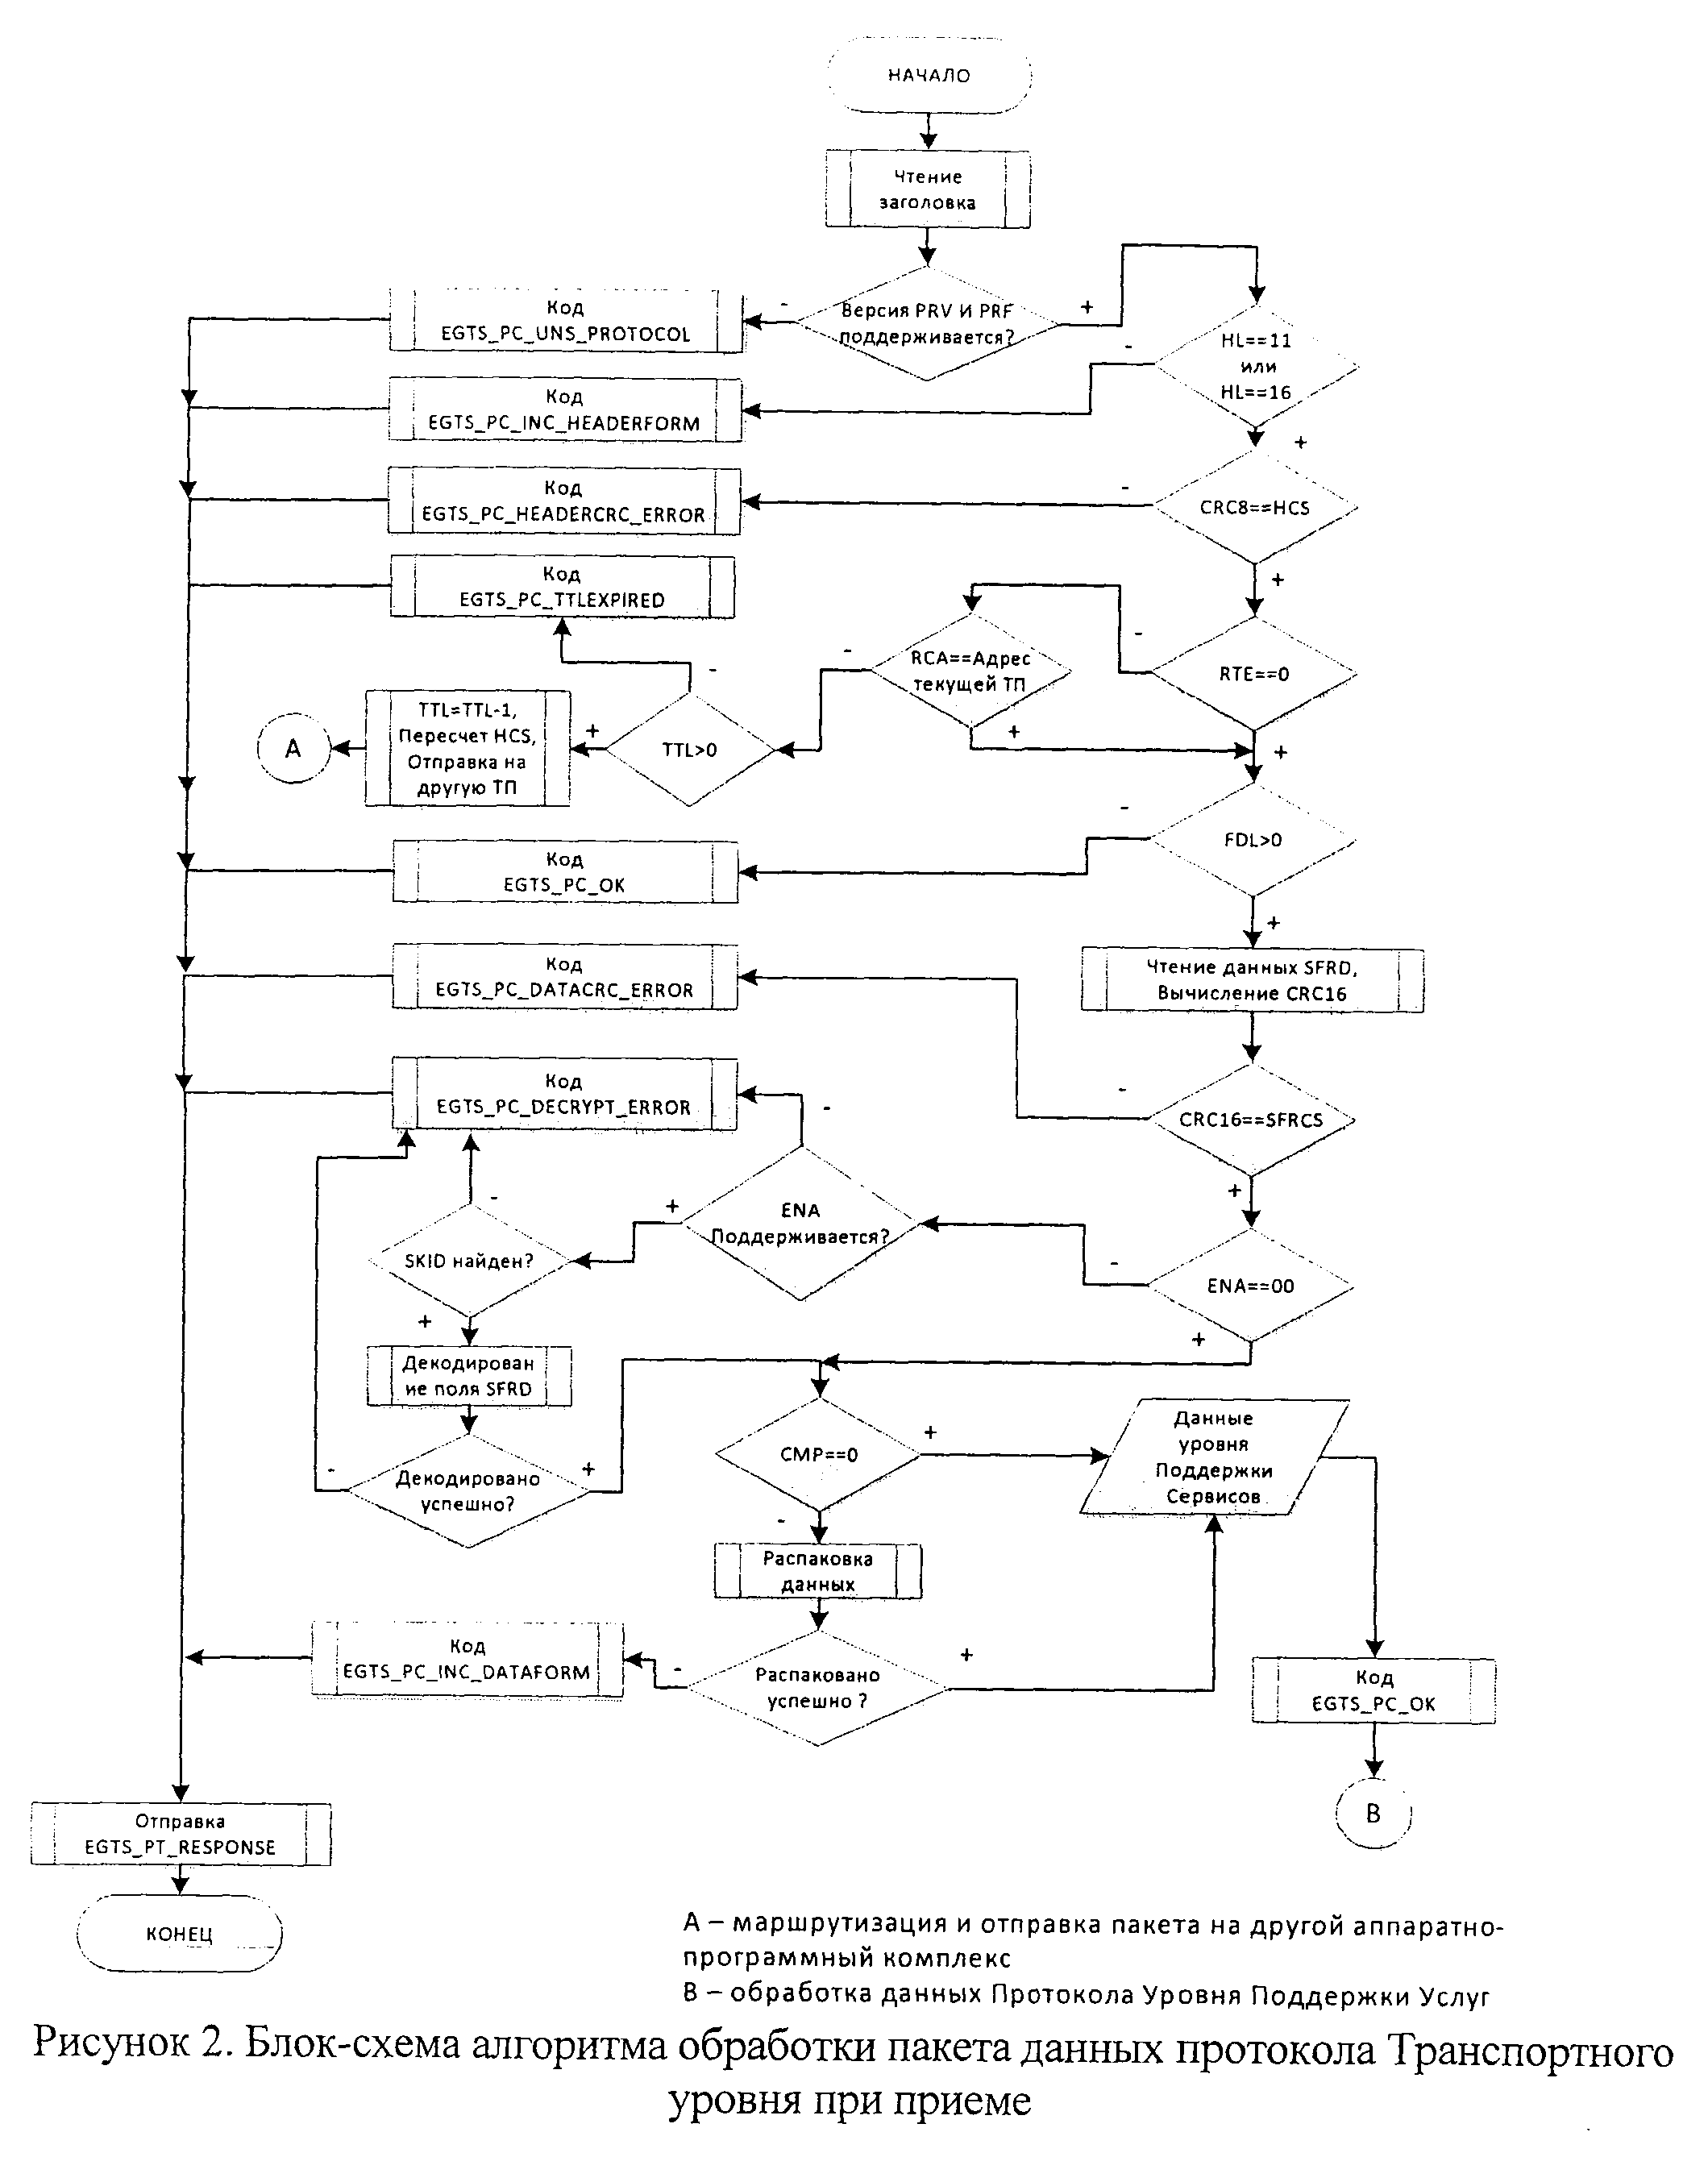 НАЧАЛО
Чтение
заголовка
Версия PRV И PRF
поддерживается?
-
+
Код
EGTS_PC_UNS_PROTOCOL
HL==11
или
HL==16
-
+
Код
EGTS_PC_INC_HEADERFORM
CRC8==HCS
-
+
Код
EGTS_PC_HEADERCRC_ERROR
Код
EGTS_PC_TTLEXPIRED
RTE==0
-
+
RCA==Адрес
текущей ТП
-
+
TTL>0
-
+
TTL=TTL-1,
Пересчет HCS,
Отправка на
другую ТП
A
FDL>0
-
+
Код
EGTS_PC_OK
Чтение данных SFRD,
Вычисление CRC16
Код
EGTS_PC_DATACRC_ERROR
CRC16==SFRCS
-
+
Код
EGTS_PC_DECRYPT_ERROR
ENA==00
-
+
ENA
Поддерживается?
-
+
SKID найден?
-
+
Декодирован
ие поля SFRD
Декодировано
успешно?
-
+
CMP==0
+
-
Данные
уровня
Поддержки
Сервисов
Распаковка
данных
Распаковано
успешно ?
-
+
Код
EGTS_PC_INC_DATAFORM
Код
EGTS_PC_OK
B
Отправка
EGTS_PT_RESPONSE
КОНЕЦ
А – маршрутизация и отправка пакета на другой аппаратно-
программный комплекс
В – обработка данных Протокола Уровня Поддержки Услуг
Рисунок 2. Блок-схема алгоритма обработки пакета данных протокола Транспортного
уровня при приеме